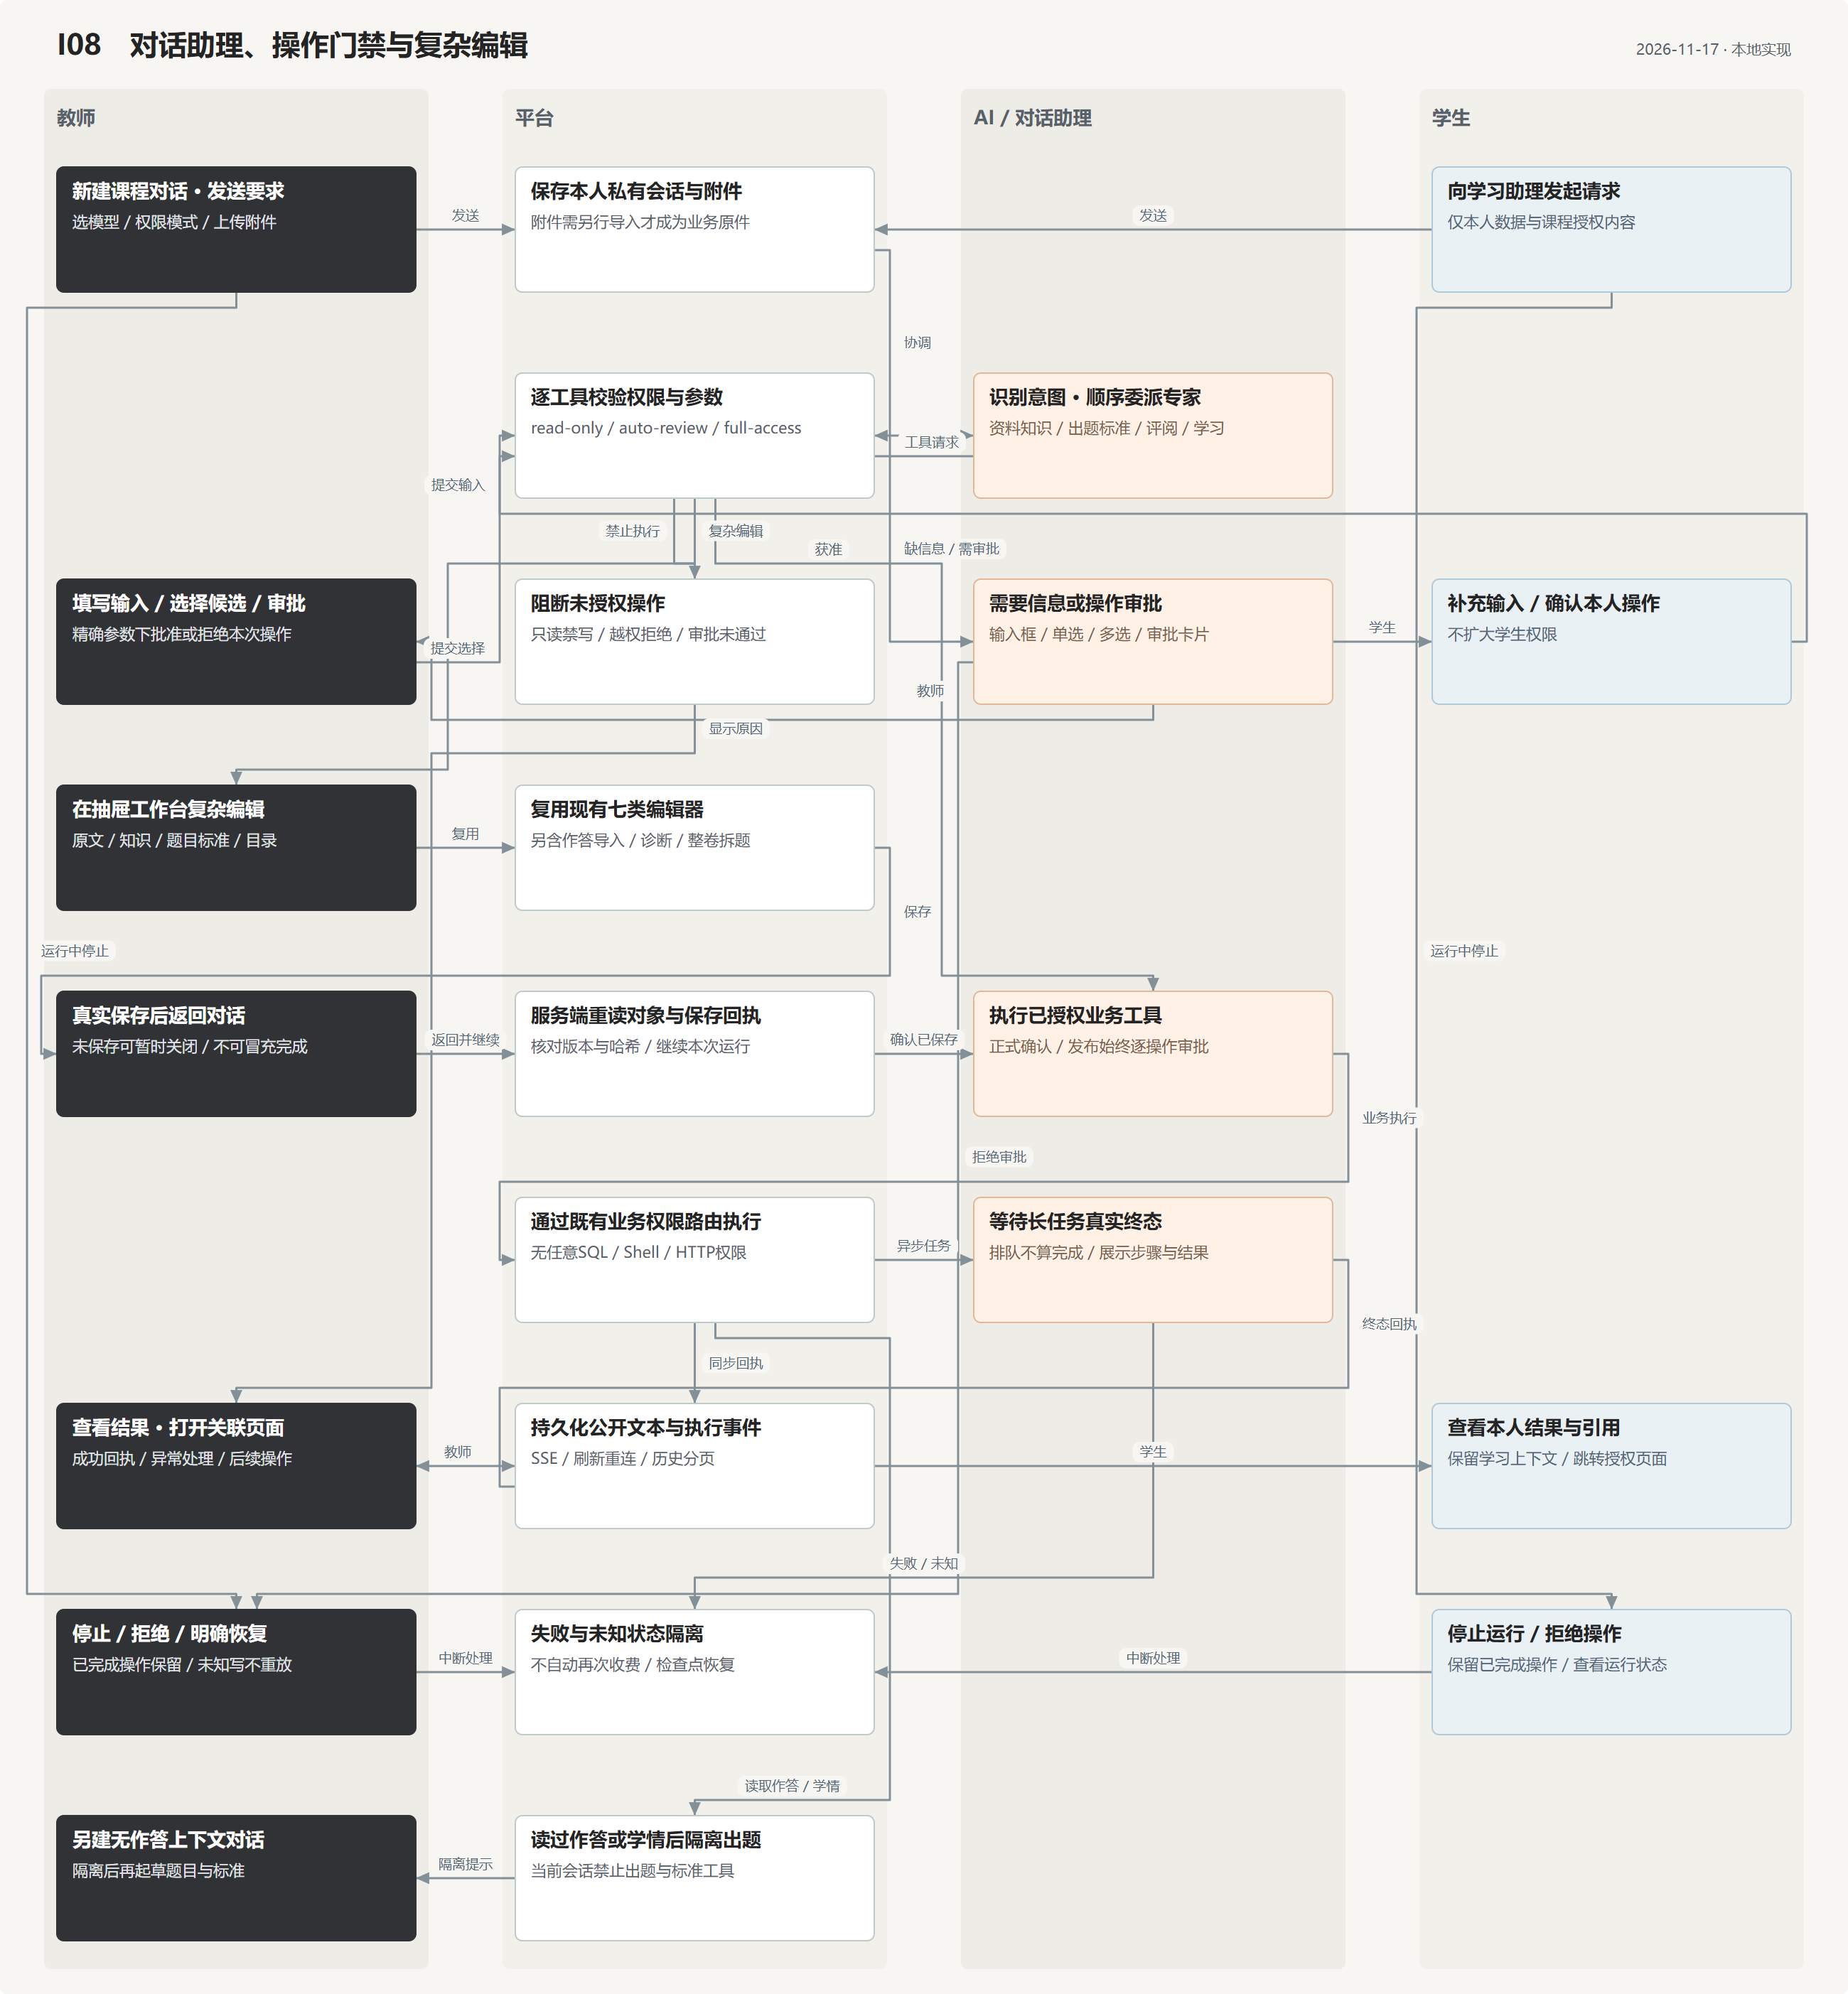 I08 对话助理、操作门禁与复杂编辑
2026-11-17 · 本地实现
教师
平台
AI / 对话助理
学生
新建课程对话・发送要求
选模型 / 权限模式 / 上传附件
发送
保存本人私有会话与附件
附件需另行导入才成为业务原件
发送
向学习助理发起请求
仅本人数据与课程授权内容
协调
逐工具校验权限与参数
read-only / auto-review / full-access
工具请求
识别意图・顺序委派专家
资料知识 / 出题标准 / 评阅 / 学习
提交输入
禁止执行
复杂编辑
获准
缺信息 / 需审批
填写输入 / 选择候选 / 审批
精确参数下批准或拒绝本次操作
提交选择
阻断未授权操作
只读禁写 / 越权拒绝 / 审批未通过
需要信息或操作审批
输入框 / 单选 / 多选 / 审批卡片
学生
补充输入 / 确认本人操作
不扩大学生权限
教师
显示原因
在抽屉工作台复杂编辑
原文 / 知识 / 题目标准 / 目录
复用
复用现有七类编辑器
另含作答导入 / 诊断 / 整卷拆题
保存
运行中停止
运行中停止
真实保存后返回对话
未保存可暂时关闭 / 不可冒充完成
返回并继续
服务端重读对象与保存回执
核对版本与哈希 / 继续本次运行
确认已保存
执行已授权业务工具
正式确认 / 发布始终逐操作审批
业务执行
拒绝审批
通过既有业务权限路由执行
无任意SQL / Shell / HTTP权限
异步任务
等待长任务真实终态
排队不算完成 / 展示步骤与结果
终态回执
同步回执
查看结果・打开关联页面
成功回执 / 异常处理 / 后续操作
教师
持久化公开文本与执行事件
SSE / 刷新重连 / 历史分页
学生
查看本人结果与引用
保留学习上下文 / 跳转授权页面
失败 / 未知
停止 / 拒绝 / 明确恢复
已完成操作保留 / 未知写不重放
中断处理
失败与未知状态隔离
不自动再次收费 / 检查点恢复
中断处理
停止运行 / 拒绝操作
保留已完成操作 / 查看运行状态
读取作答 / 学情
另建无作答上下文对话
隔离后再起草题目与标准
隔离提示
读过作答或学情后隔离出题
当前会话禁止出题与标准工具